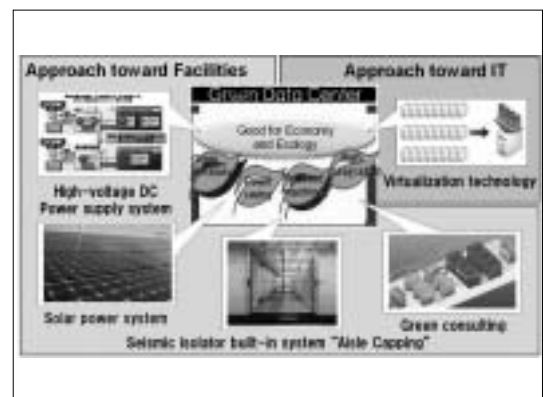 Approach toward Facilities
Approach toward IT
Green Data Center
Good for Economy
and Ecology
High-voltage DC
Power supply system
Virtualization technology
Solar power system
Green consulting
Seismic isolator built-in system "Aisle Capping"